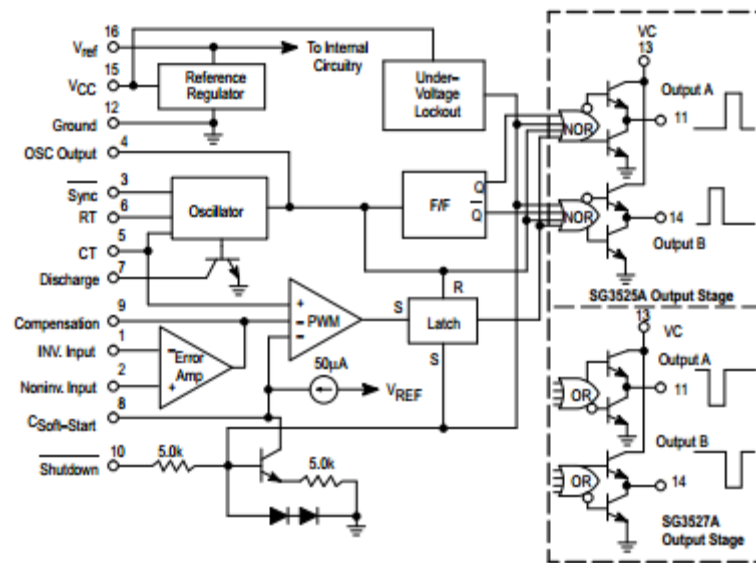 16
Vref
To Internal
Circuitry
15
VCC
Reference
Regulator
Under-
Voltage
Lockout
12
Ground
4
OSC Output
3
Sync
6
RT
Oscillator
5
CT
7
Discharge
F/F
Q
Q
9
Compensation
1
INV. Input
2
Noninv. Input
Error
Amp
+
–
–
PWM
–
+
S
R
Latch
S
50µA
VREF
8
CSoft-Start
10
Shutdown
5.0k
5.0k
VC
13
Output A
NOR
11
NOR
14
Output B
SG3525A Output Stage
13
VC
Output A
OR
11
Output B
OR
14
SG3527A
Output Stage